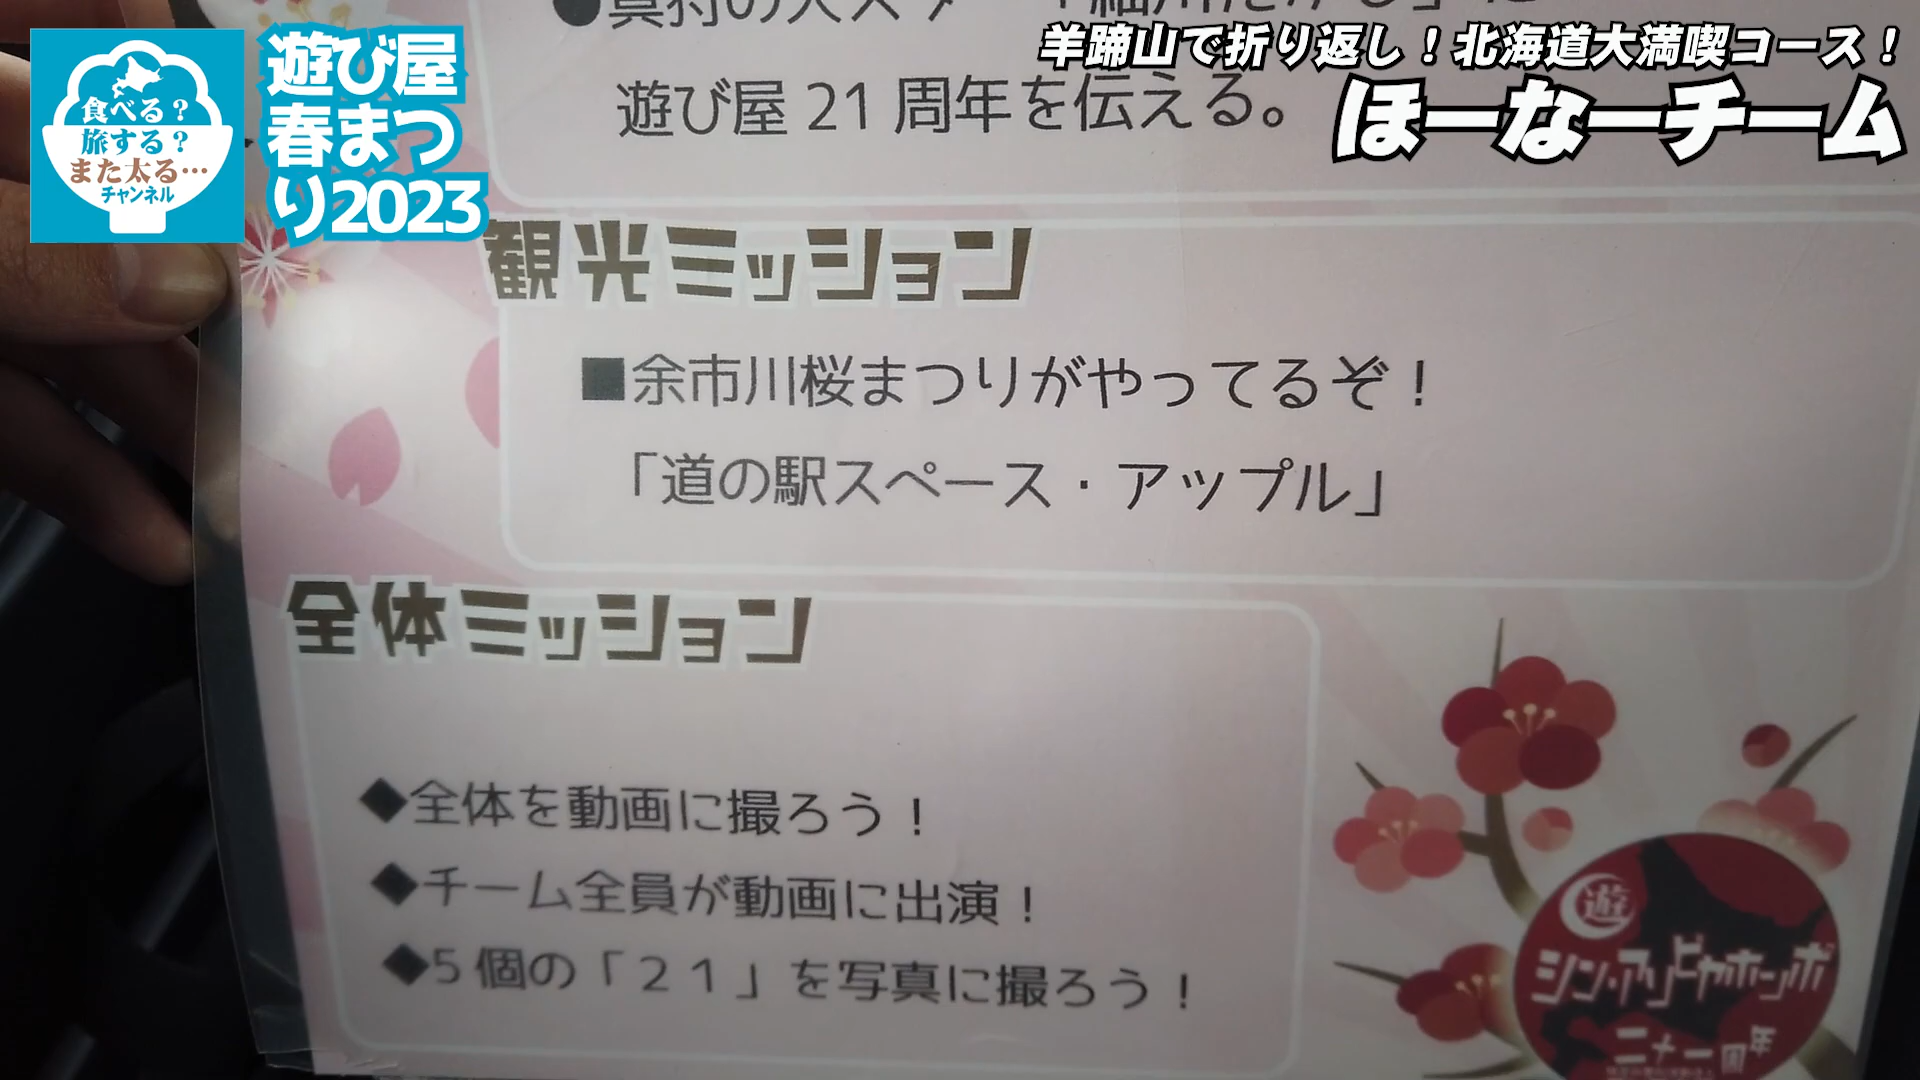 食べる？
旅する？
また太る…
チャンネル
遊び屋
春まつ
り2023
羊蹄山で折り返し！北海道大満喫コース！
ほーなーチーム
遊び屋 21 周年を伝える。
観光ミッション
■余市川桜まつりがやってるぞ！
「道の駅スペース・アップル」
全体ミッション
◆全体を動画に撮ろう！
◆チーム全員が動画に出演！
◆5個の「２１」を写真に撮ろう！
遊
シン・アソビヤホッポ
二十一周年